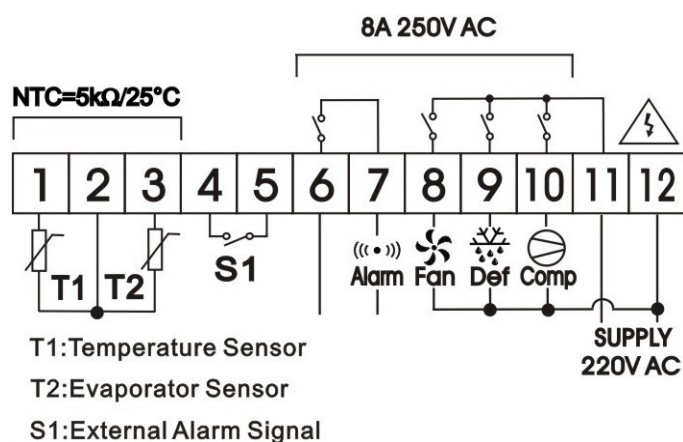 8A 250V AC
NTC=5kΩ/25°C
1 2 3 4 5 6 7 8 9 10 11 12
T1 T2 S1 Alarm Fan Def Comp
SUPPLY
220V AC
T1:Temperature Sensor
T2:Evaporator Sensor
S1:External Alarm Signal